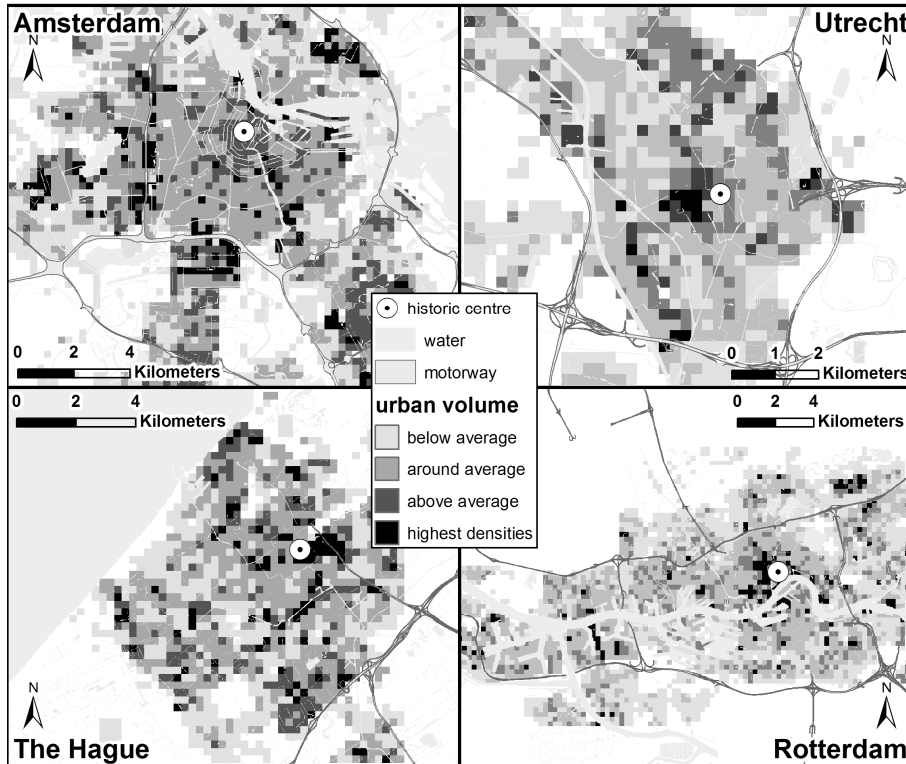 Amsterdam
N
0 2 4
Kilometers
Utrecht
N
0 1 2
Kilometers
historic centre
water
motorway
urban volume
below average
around average
above average
highest densities
0 2 4
Kilometers
N
The Hague
0 2 4
Kilometers
N
Rotterdam